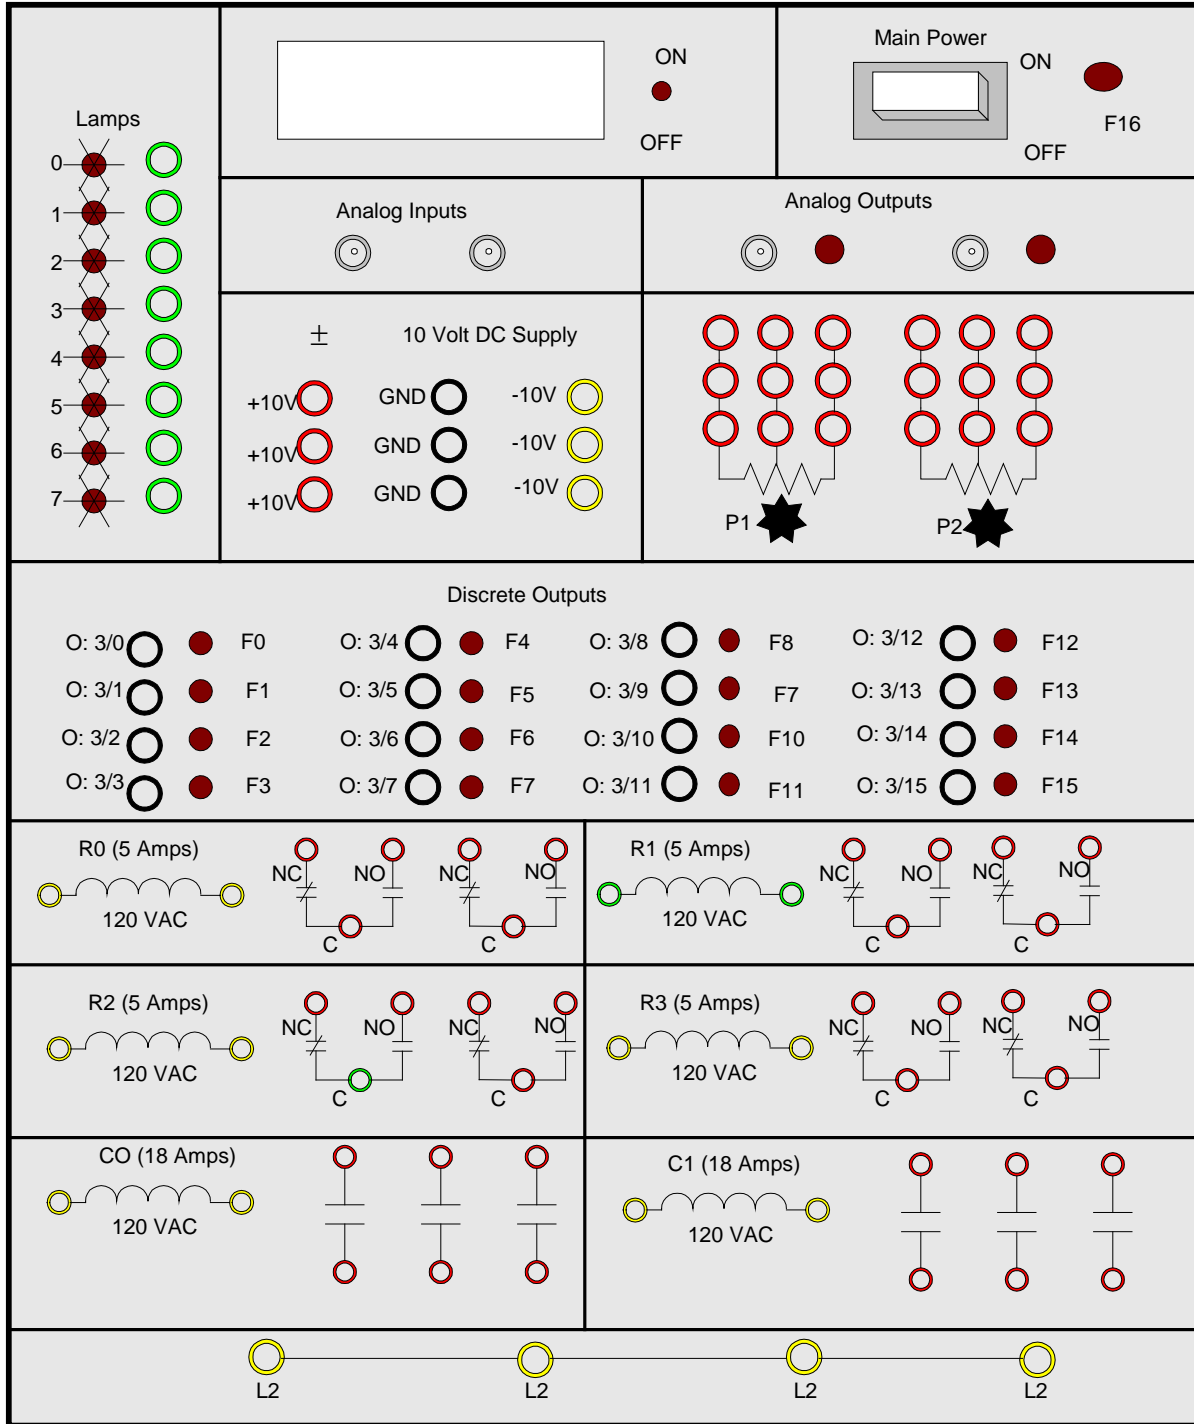 Lamps
0
1
2
3
4
5
6
7
ON
OFF
Main Power
ON
OFF
F16
Analog Inputs
Analog Outputs
± 10 Volt DC Supply
+10V GND -10V
+10V GND -10V
+10V GND -10V
P1 P2
Discrete Outputs
O: 3/0 F0 O: 3/4 F4 O: 3/8 F8 O: 3/12 F12
O: 3/1 F1 O: 3/5 F5 O: 3/9 F7 O: 3/13 F13
O: 3/2 F2 O: 3/6 F6 O: 3/10 F10 O: 3/14 F14
O: 3/3 F3 O: 3/7 F7 O: 3/11 F11 O: 3/15 F15
R0 (5 Amps)
120 VAC
NC NO NC NO
C C
R1 (5 Amps)
120 VAC
NC NO NC NO
C C
R2 (5 Amps)
120 VAC
NC NO NC NO
C C
R3 (5 Amps)
120 VAC
NC NO NC NO
C C
CO (18 Amps)
120 VAC
C1 (18 Amps)
120 VAC
L2 L2 L2 L2